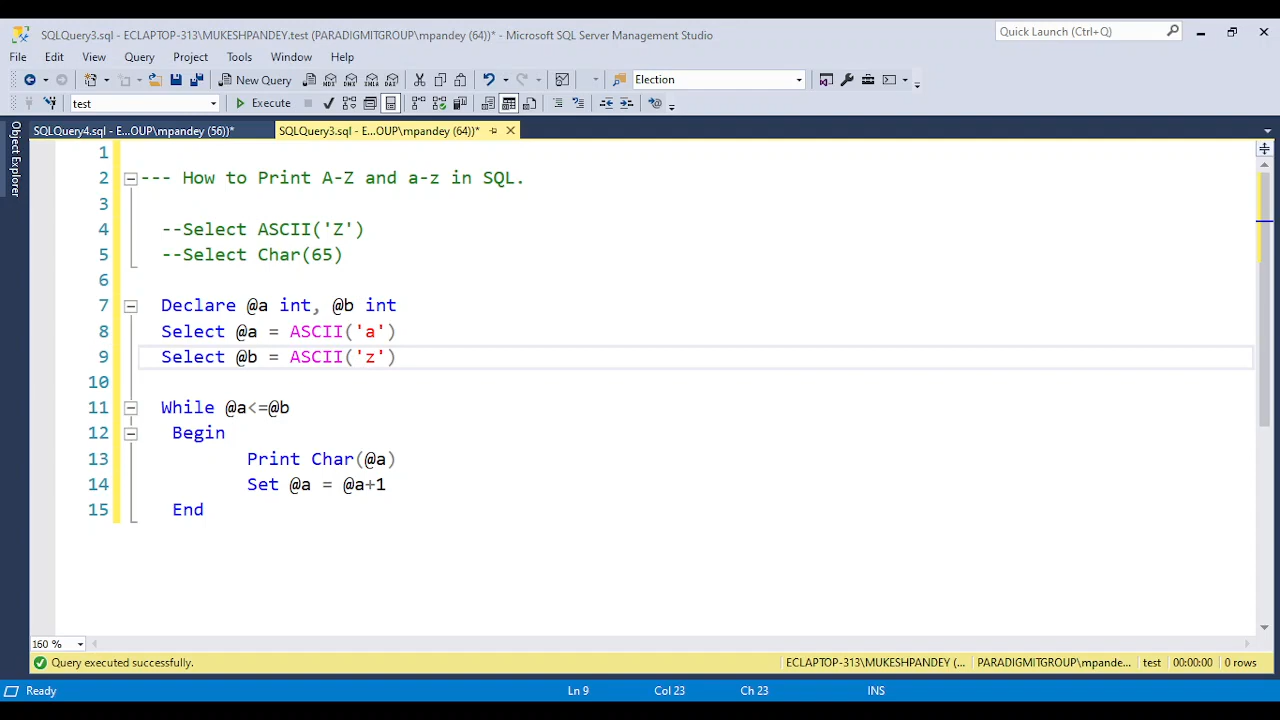 SQLQuery3.sql - ECLAPTOP-313\MUKESHPANDEY.test (PARADIGMITGROUP\mpandey (64))* - Microsoft SQL Server Management Studio
Quick Launch (Ctrl+Q)
File Edit View Query Project Tools Window Help
New Query
Election
test
Execute
Object Explorer
SQLQuery4.sql - E...OUP\mpandey (56))*
SQLQuery3.sql - E...OUP\mpandey (64))*
1
2 --- How to Print A-Z and a-z in SQL.
3
4 --Select ASCII('Z')
5 --Select Char(65)
6
7 Declare @a int, @b int
8 Select @a = ASCII('a')
9 Select @b = ASCII('z')
10
11 While @a<=@b
12 Begin
13 Print Char(@a)
14 Set @a = @a+1
15 End
160 %
Query executed successfully.
ECLAPTOP-313\MUKESHPANDEY (... PARADIGMITGROUP\mpande... test 00:00:00 0 rows
Ready Ln 9 Col 23 Ch 23 INS